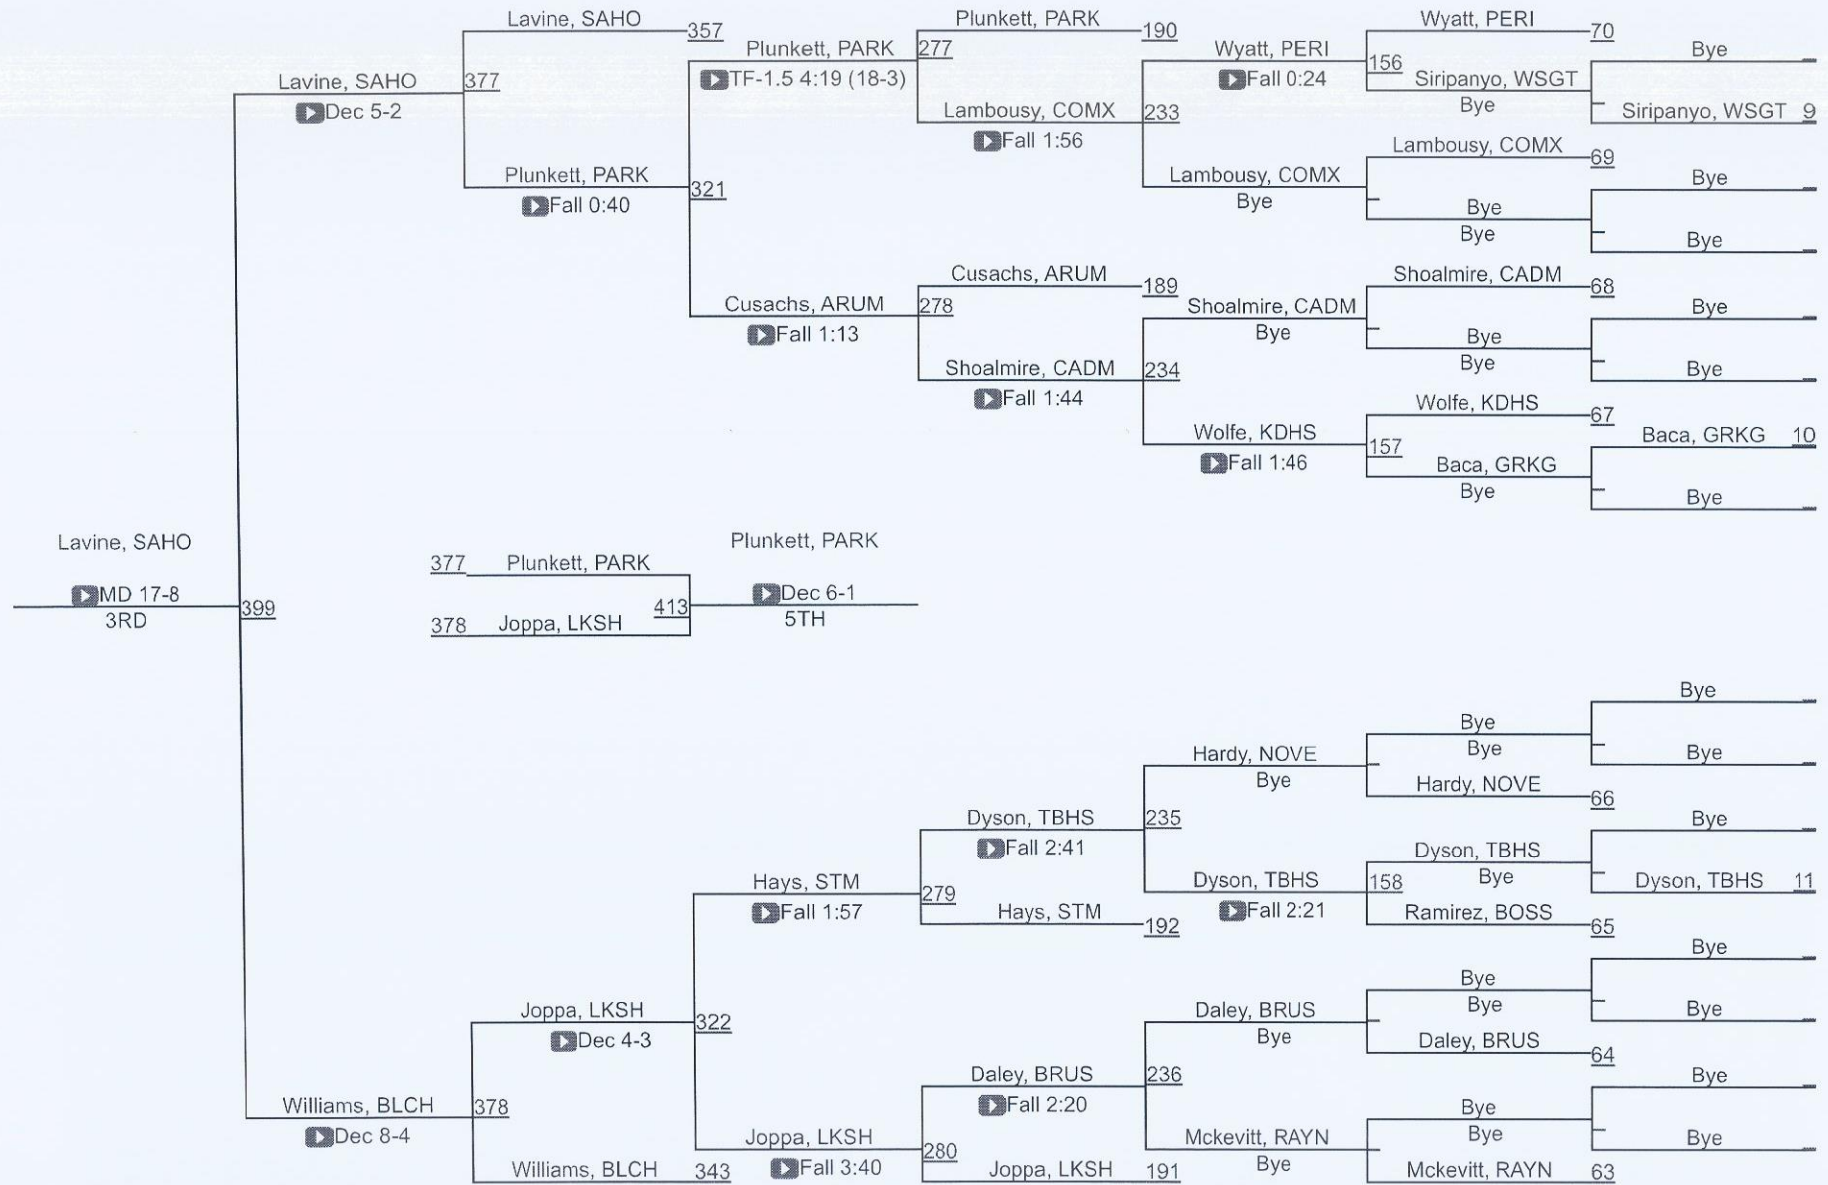 Lavine, SAHO
357
Plunkett, PARK
190
Wyatt, PERI
70
Plunkett, PARK
277
Wyatt, PERI
156
Bye
TF-1.5 4:19 (18-3)
Fall 0:24
Siripanyo, WSGT
Bye
Lavine, SAHO
377
Dec 5-2
Lambousy, COMX
233
Siripanyo, WSGT 9
Fall 1:56
Lambousy, COMX
69
Plunkett, PARK
321
Lambousy, COMX
Bye
Bye
Fall 0:40
Bye
Bye
Bye
Cusachs, ARUM
189
Shoalmire, CADM
68
Cusachs, ARUM
278
Shoalmire, CADM
Bye
Bye
Fall 1:13
Bye
Bye
Shoalmire, CADM
234
Bye
Fall 1:44
Wolfe, KDHS
67
Wolfe, KDHS
157
Baca, GRKG 10
Fall 1:46
Baca, GRKG
Bye
Bye
Lavine, SAHO
Plunkett, PARK
377 Plunkett, PARK
MD 17-8
399
413
Dec 6-1
3RD
378 Joppa, LKSH
5TH
Bye
Bye
Bye
Hardy, NOVE
Bye
Bye
Hardy, NOVE
66
Dyson, TBHS
235
Bye
Fall 2:41
Dyson, TBHS
Bye
Hays, STM
279
Dyson, TBHS
158
Dyson, TBHS 11
Fall 1:57
Hays, STM
192
Fall 2:21
Ramirez, BOSS
65
Bye
Bye
Bye
Joppa, LKSH
322
Daley, BRUS
Bye
Bye
Dec 4-3
Daley, BRUS
64
Daley, BRUS
236
Bye
Fall 2:20
Williams, BLCH
378
Bye
Bye
Dec 8-4
Joppa, LKSH
280
Mckevitt, RAYN
Bye
Bye
Fall 3:40
Williams, BLCH
343
Joppa, LKSH
191
Mckevitt, RAYN
63